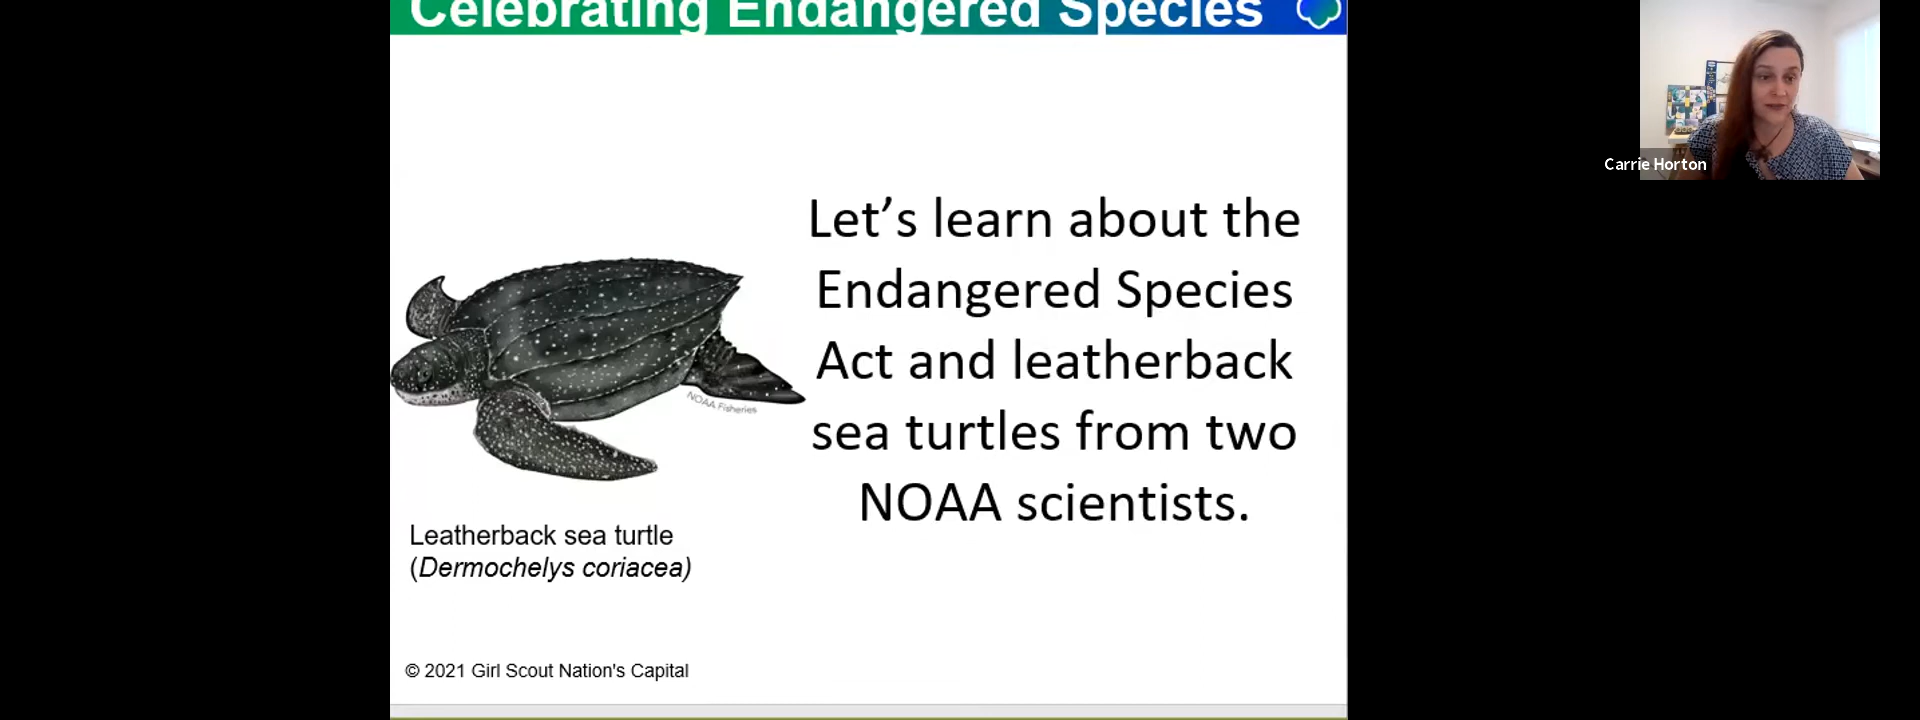 Celebrating Endangered Species
Carrie Horton
Let’s learn about the
Endangered Species
Act and leatherback
sea turtles from two
NOAA scientists.
NOAA Fisheries
Leatherback sea turtle
(Dermochelys coriacea)
© 2021 Girl Scout Nation's Capital